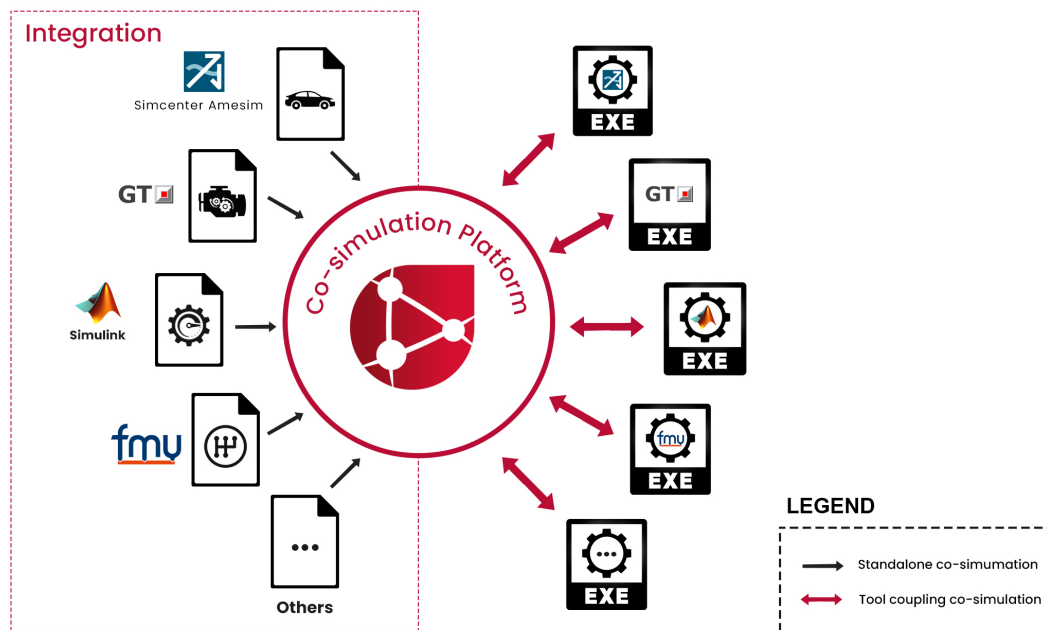 Integration
Simcenter Amesim
GT
Simulink
fmu
Others
Co-simulation Platform
EXE
GT
EXE
EXE
fmu
EXE
EXE
LEGEND
Standalone co-simumation
Tool coupling co-simulation